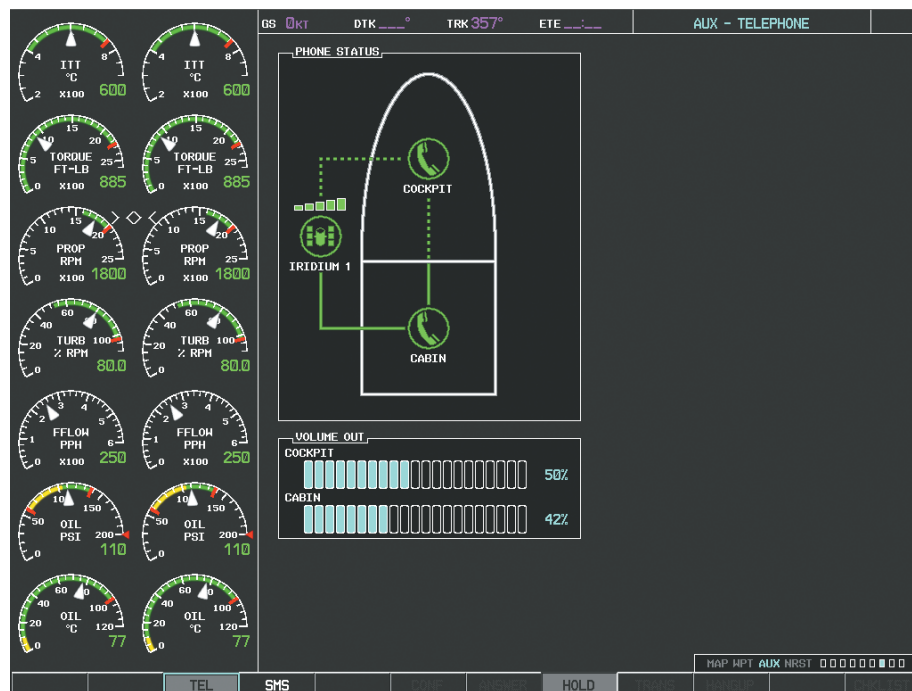 GS 0KT DTK ___° TRK 357° ETE __:__ AUX - TELEPHONE
4 8 ITT °C X100 2 600
4 8 ITT °C X100 2 600
0 5 10 15 20 25 TORQUE FT-LB X100 885
0 5 10 15 20 25 TORQUE FT-LB X100 885
0 5 10 15 20 25 PROP RPM X100 1800
0 5 10 15 20 25 PROP RPM X100 1800
0 20 40 60 100 TURB % RPM 80.0
0 20 40 60 100 TURB % RPM 80.0
0 1 2 3 4 5 6 FFLOW PPH X100 250
0 1 2 3 4 5 6 FFLOW PPH X100 250
0 50 150 200 OIL PSI 110
0 50 150 200 OIL PSI 110
0 20 40 60 100 120 OIL °C 77
0 20 40 60 100 120 OIL °C 77
PHONE STATUS
COCKPIT
IRIDIUM 1
CABIN
VOLUME OUT
COCKPIT
50%
CABIN
42%
MAP WPT AUX NRST
TEL SMS CONF ANSWER HOLD TRANS HANGUP CHKLIST